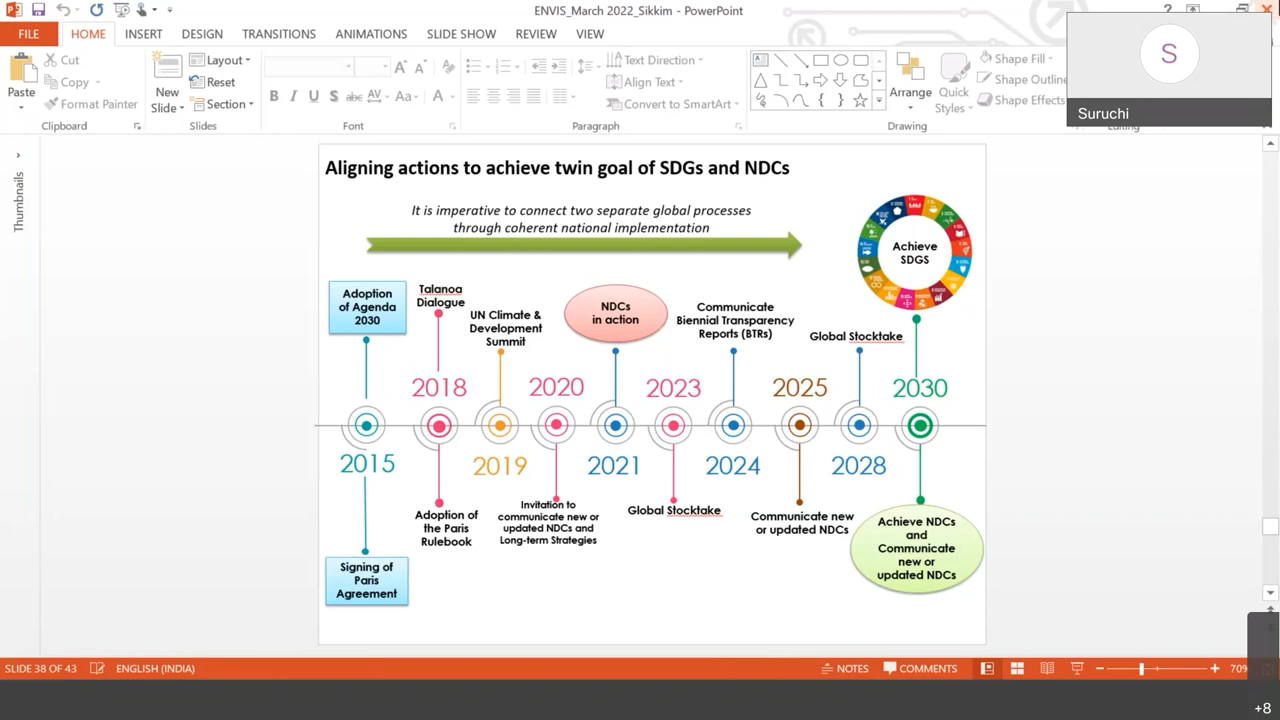 ENVIS_March 2022_Sikkim - PowerPoint
?
FILE
HOME
INSERT
DESIGN
TRANSITIONS
ANIMATIONS
SLIDE SHOW
REVIEW
VIEW
Paste
Cut
Copy
Format Painter
Clipboard
New
Slide
Layout
Reset
Section
Slides
B I U S abc AV Aa A
Font
Text Direction
Align Text
Convert to SmartArt
Paragraph
Arrange
Quick
Styles
Shape Fill
Shape Outline
Shape Effects
Drawing
Editing
S
Suruchi
Thumbnails
Aligning actions to achieve twin goal of SDGs and NDCs
It is imperative to connect two separate global processes
through coherent national implementation
Achieve
SDGS
Adoption
of Agenda
2030
Talanoa
Dialogue
UN Climate &
Development
Summit
NDCs
in action
Communicate
Biennial Transparency
Reports (BTRs)
Global Stocktake
2018
2020
2023
2025
2030
2015
2019
2021
2024
2028
Signing of
Paris
Agreement
Adoption of
the Paris
Rulebook
Invitation to
communicate new or
updated NDCs and
Long-term Strategies
Global Stocktake
Communicate new
or updated NDCs
Achieve NDCs
and
Communicate
new or
updated NDCs
SLIDE 38 OF 43
ENGLISH (INDIA)
NOTES
COMMENTS
70%
+8